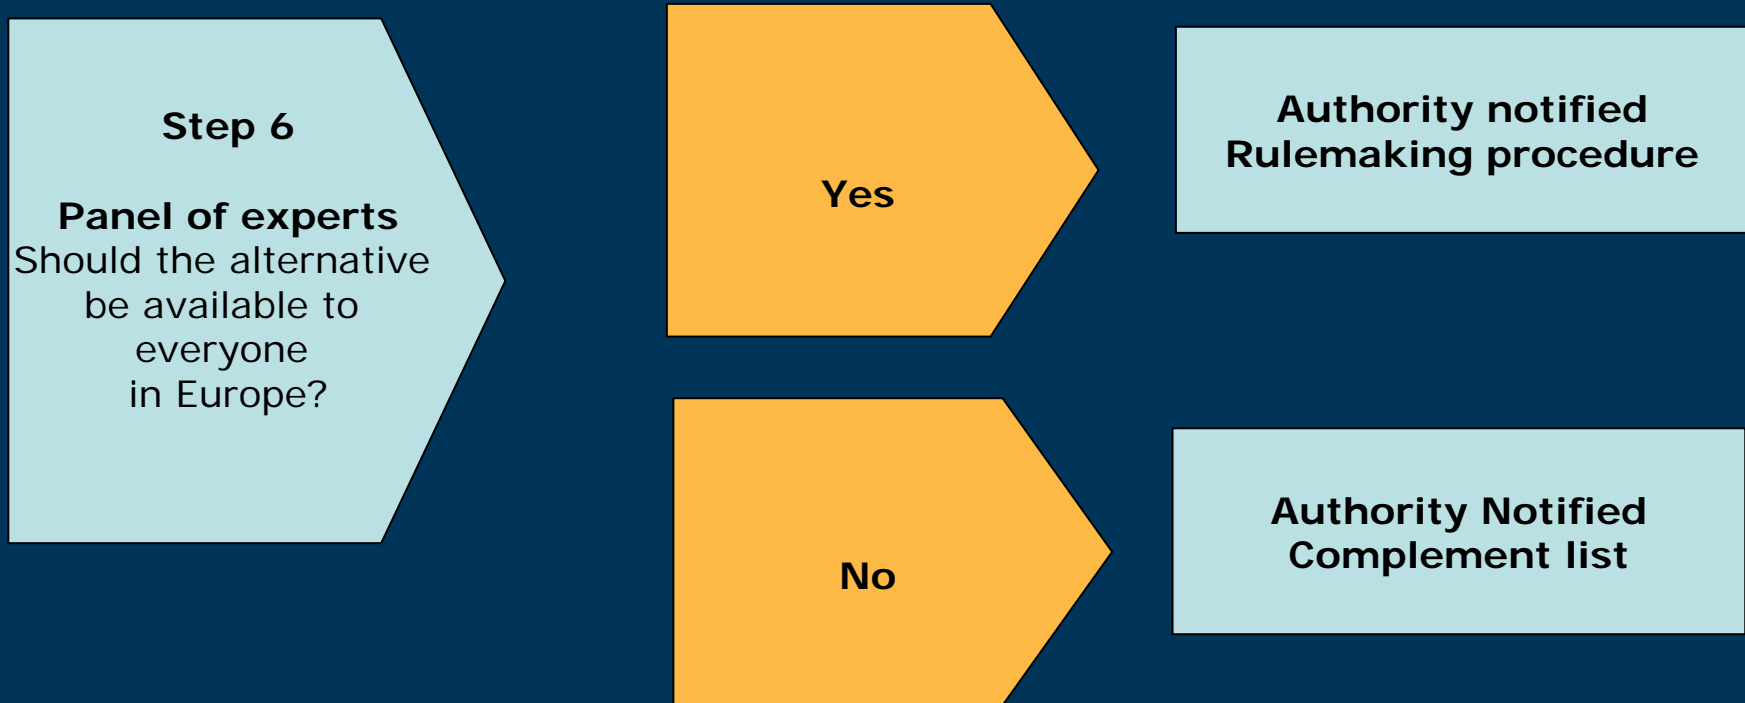 Step 6
Panel of experts
Should the alternative
be available to
everyone
in Europe?
Yes
Authority notified
Rulemaking procedure
No
Authority Notified
Complement list